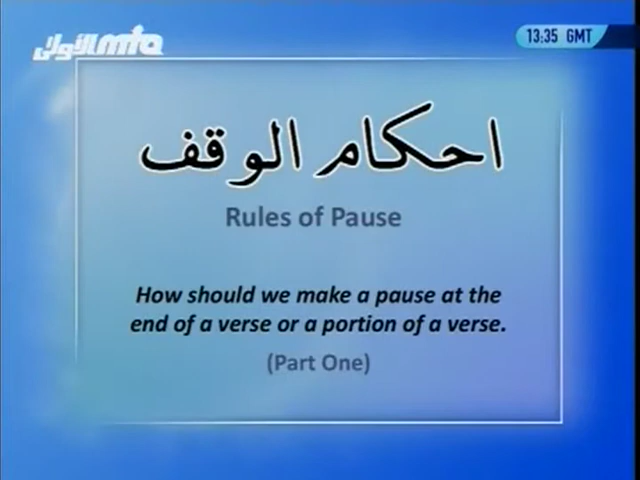 mta الأولى
13:35 GMT
احكام الوقف
Rules of Pause
How should we make a pause at the
end of a verse or a portion of a verse.
(Part One)